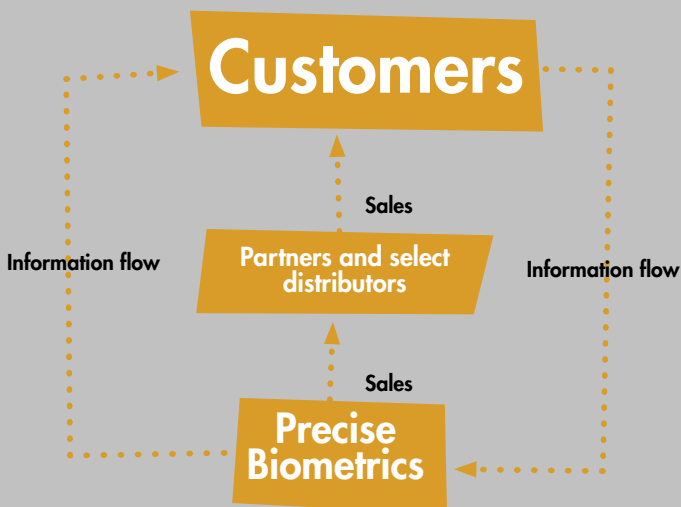 Customers
Sales
Information flow
Partners and select
distributors
Information flow
Sales
Precise
Biometrics